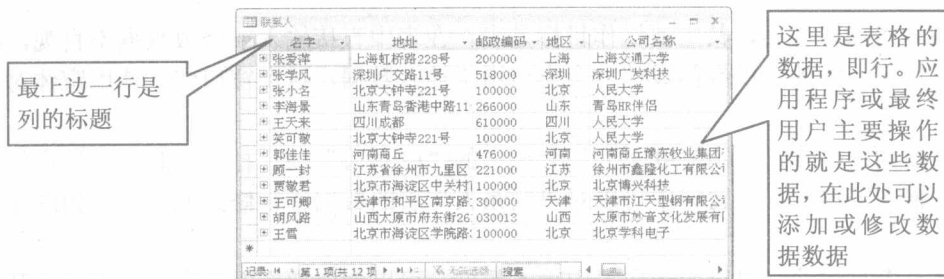 联系人
名字 地址 邮政编码 地区 公司名称
张爱萍 上海虹桥路228号 200000 上海 上海交通大学
张学风 深圳广交路11号 518000 深圳 深圳广发科技
张小名 北京大钟寺221号 100000 北京 人民大学
李海景 山东青岛香港中路11 266000 山东 青岛HR伴侣
王天来 四川成都 610000 四川 人民大学
笑可敬 北京大钟寺221号 100000 北京 人民大学
郭佳佳 河南商丘 476000 河南 河南商丘豫东牧业集团
顾一封 江苏省徐州市九里区 221000 江苏 徐州市鑫隆化工有限公
贾敬君 北京市海淀区中关村 100000 北京 北京博兴科技
王可卿 天津市和平区南京路 300000 天津 天津市江天型钢有限公
胡风路 山西太原市府东街26 030013 山西 太原市妙音文化发展有
王雪 北京市海淀区学院路 100000 北京 北京学科电子
记录: 第 1 项(共 12 项 无筛选器 搜索
最上边一行是
列的标题
这里是表格的
数据，即行。应
用程序或最终
用户主要操作
的就是这些数
据，在此处可以
添加或修改数
据数据